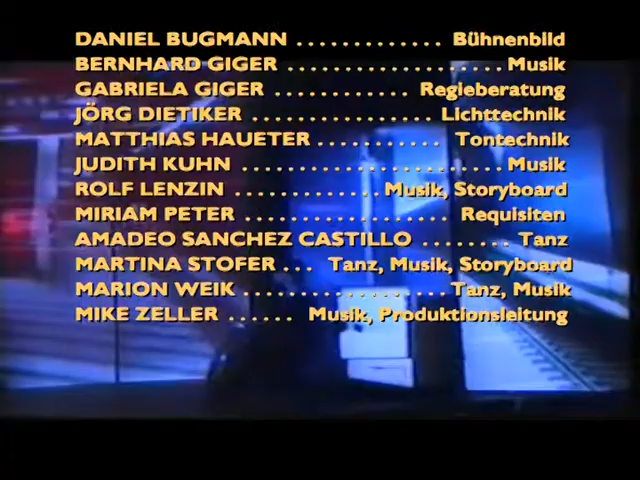 DANIEL BUGMANN ............. Bühnenbild
BERNHARD GIGER ................... Musik
GABRIELA GIGER ............ Regieberatung
JÖRG DIETIKER ................ Lichttechnik
MATTHIAS HAUETER ........... Tontechnik
JUDITH KUHN ....................... Musik
ROLF LENZIN ............. Musik, Storyboard
MIRIAM PETER .................. Requisiten
AMADEO SANCHEZ CASTILLO ........ Tanz
MARTINA STOFER ... Tanz, Musik, Storyboard
MARION WEIK .................. Tanz, Musik
MIKE ZELLER ...... Musik, Produktionsleitung